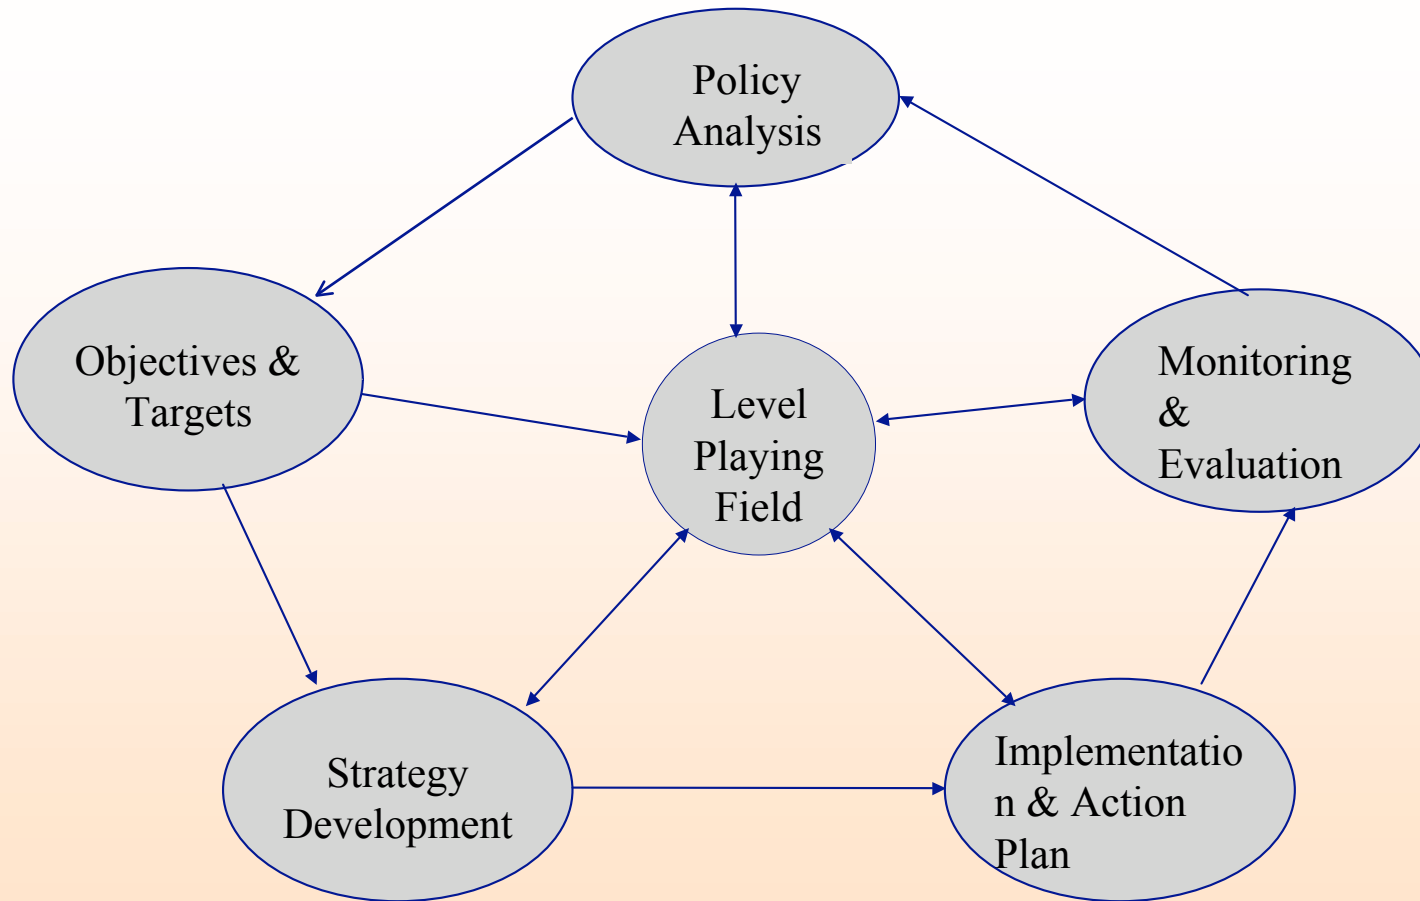 Policy
Analysis
Objectives &
Targets
Level
Playing
Field
Monitoring
&
Evaluation
Strategy
Development
Implementatio
n & Action
Plan